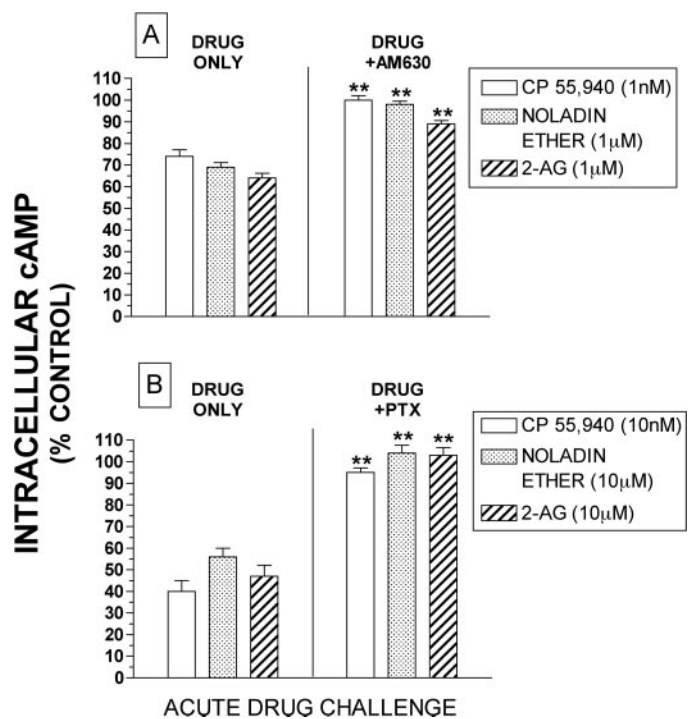 A
DRUG
ONLY
DRUG
+AM630
110
100
90
80
70
60
50
40
30
20
10
0
** ** **
CP 55,940 (1nM)
NOLADIN
ETHER (1μM)
2-AG (1μM)
INTRACELLULAR cAMP
(% CONTROL)
B
DRUG
ONLY
DRUG
+PTX
110
100
90
80
70
60
50
40
30
20
10
0
** ** **
CP 55,940 (10nM)
NOLADIN
ETHER (10μM)
2-AG (10μM)
ACUTE DRUG CHALLENGE